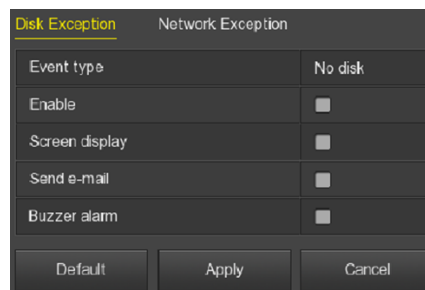 Disk Exception Network Exception
Event type No disk
Enable
Screen display
Send e-mail
Buzzer alarm
Default Apply Cancel